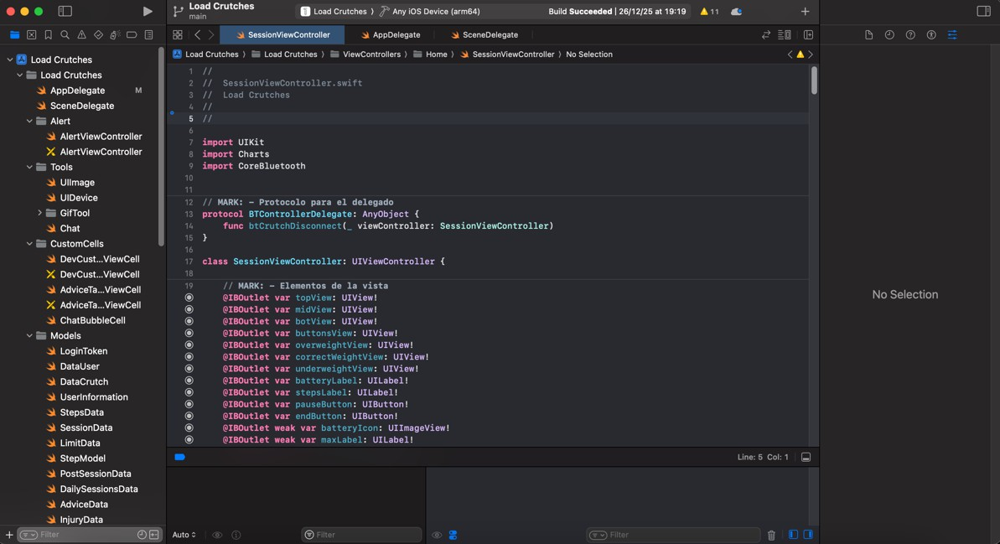 Load Crutches
main
Load Crutches
Any iOS Device (arm64)
Build Succeeded | 26/12/25 at 19:19
11
SessionViewController
AppDelegate
SceneDelegate
Load Crutches
Load Crutches
ViewControllers
Home
SessionViewController
No Selection
Load Crutches
Load Crutches
AppDelegate M
SceneDelegate
Alert
AlertViewController
AlertViewController
Tools
UIImage
UIDevice
GifTool
Chat
CustomCells
DevCust...ViewCell
DevCust...ViewCell
AdviceTa...ViewCell
AdviceTa...ViewCell
ChatBubbleCell
Models
LoginToken
DataUser
DataCrutch
UserInformation
StepsData
SessionData
LimitData
StepModel
PostSessionData
DailySessionsData
AdviceData
InjuryData
Filter
1 //
2 //  SessionViewController.swift
3 //  Load Crutches
4 //
5 //
6
7 import UIKit
8 import Charts
9 import CoreBluetooth
10
11
12 // MARK: - Protocolo para el delegado
13 protocol BTControllerDelegate: AnyObject {
14     func btCrutchDisconnect(_ viewController: SessionViewController)
15 }
16
17 class SessionViewController: UIViewController {
18
19     // MARK: - Elementos de la vista
@IBOutlet var topView: UIView!
@IBOutlet var midView: UIView!
@IBOutlet var botView: UIView!
@IBOutlet var buttonsView: UIView!
@IBOutlet var overweightView: UIView!
@IBOutlet var correctWeightView: UIView!
@IBOutlet var underweightView: UIView!
@IBOutlet var batteryLabel: UILabel!
@IBOutlet var stepsLabel: UILabel!
@IBOutlet var pauseButton: UIButton!
@IBOutlet var endButton: UIButton!
@IBOutlet weak var batteryIcon: UIImageView!
@IBOutlet weak var maxLabel: UILabel!
Line: 5 Col: 1
Auto
Filter
Filter
No Selection